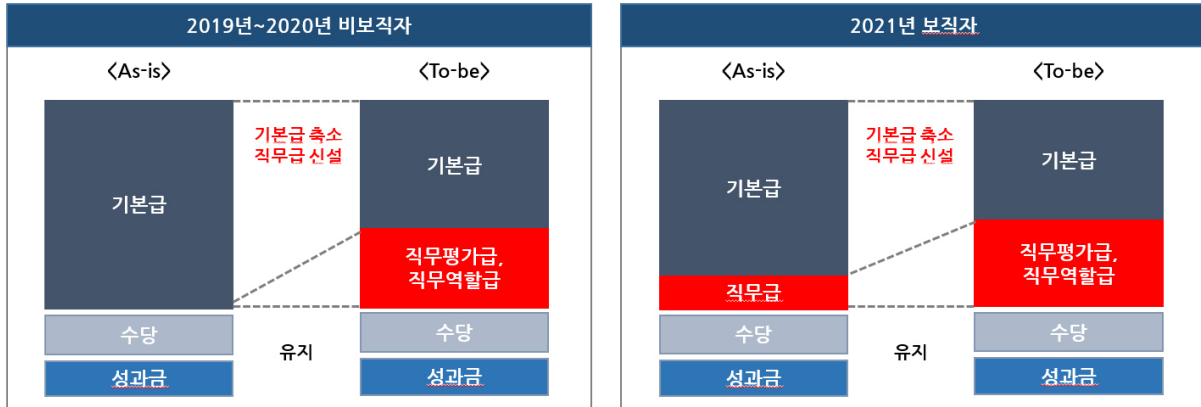 2019년~2020년 비보직자
<As-is>
<To-be>
기본급
기본급 축소
직무급 신설
기본급
직무평가급,
직무역할급
수당
수당
유지
성과금
성과금
2021년 보직자
<As-is>
<To-be>
기본급
기본급 축소
직무급 신설
기본급
직무평가급,
직무역할급
직무급
수당
수당
유지
성과금
성과금